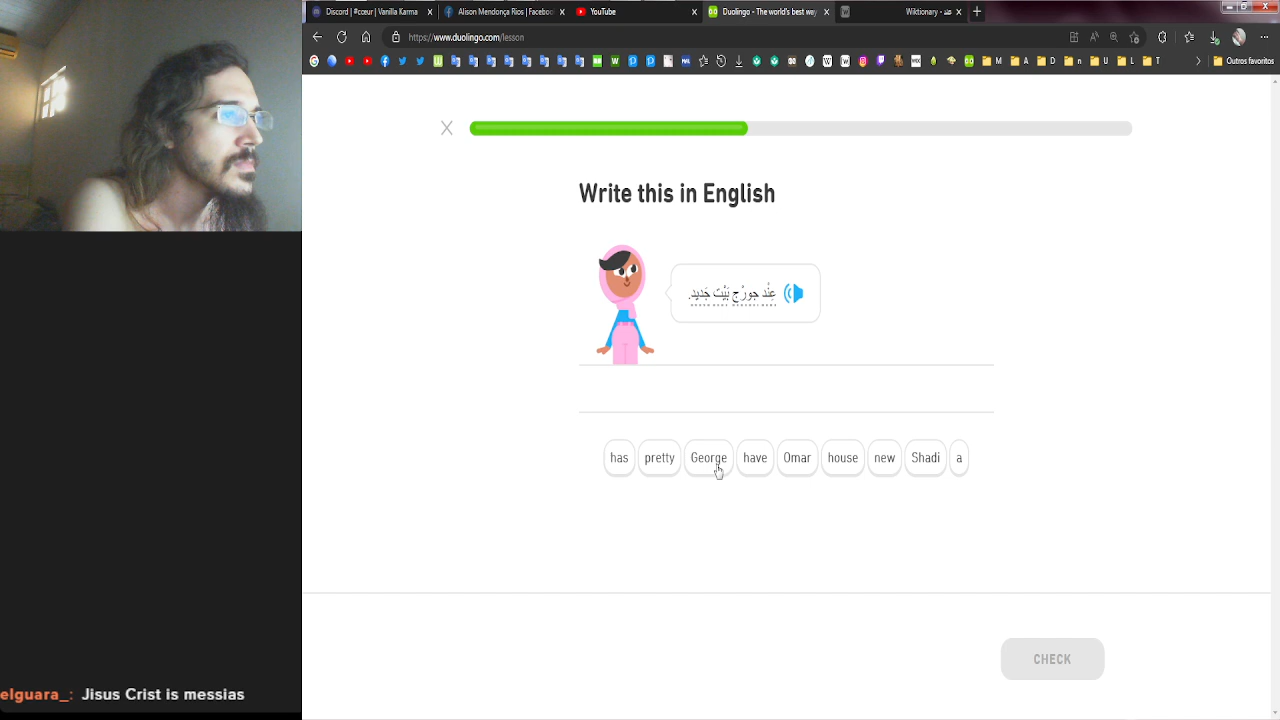 Discord | #cœur | Vanilla Karma
Alison Mendonça Rios | Facebook
YouTube
Duolingo - The world's best way
Wiktionary - عند
https://www.duolingo.com/lesson
M
A
D
n
U
L
T
Outros favoritos
Write this in English
عِنْد جورْج بَيْت جَديد.
has
pretty
George
have
Omar
house
new
Shadi
a
CHECK
elguara_: Jisus Crist is messias